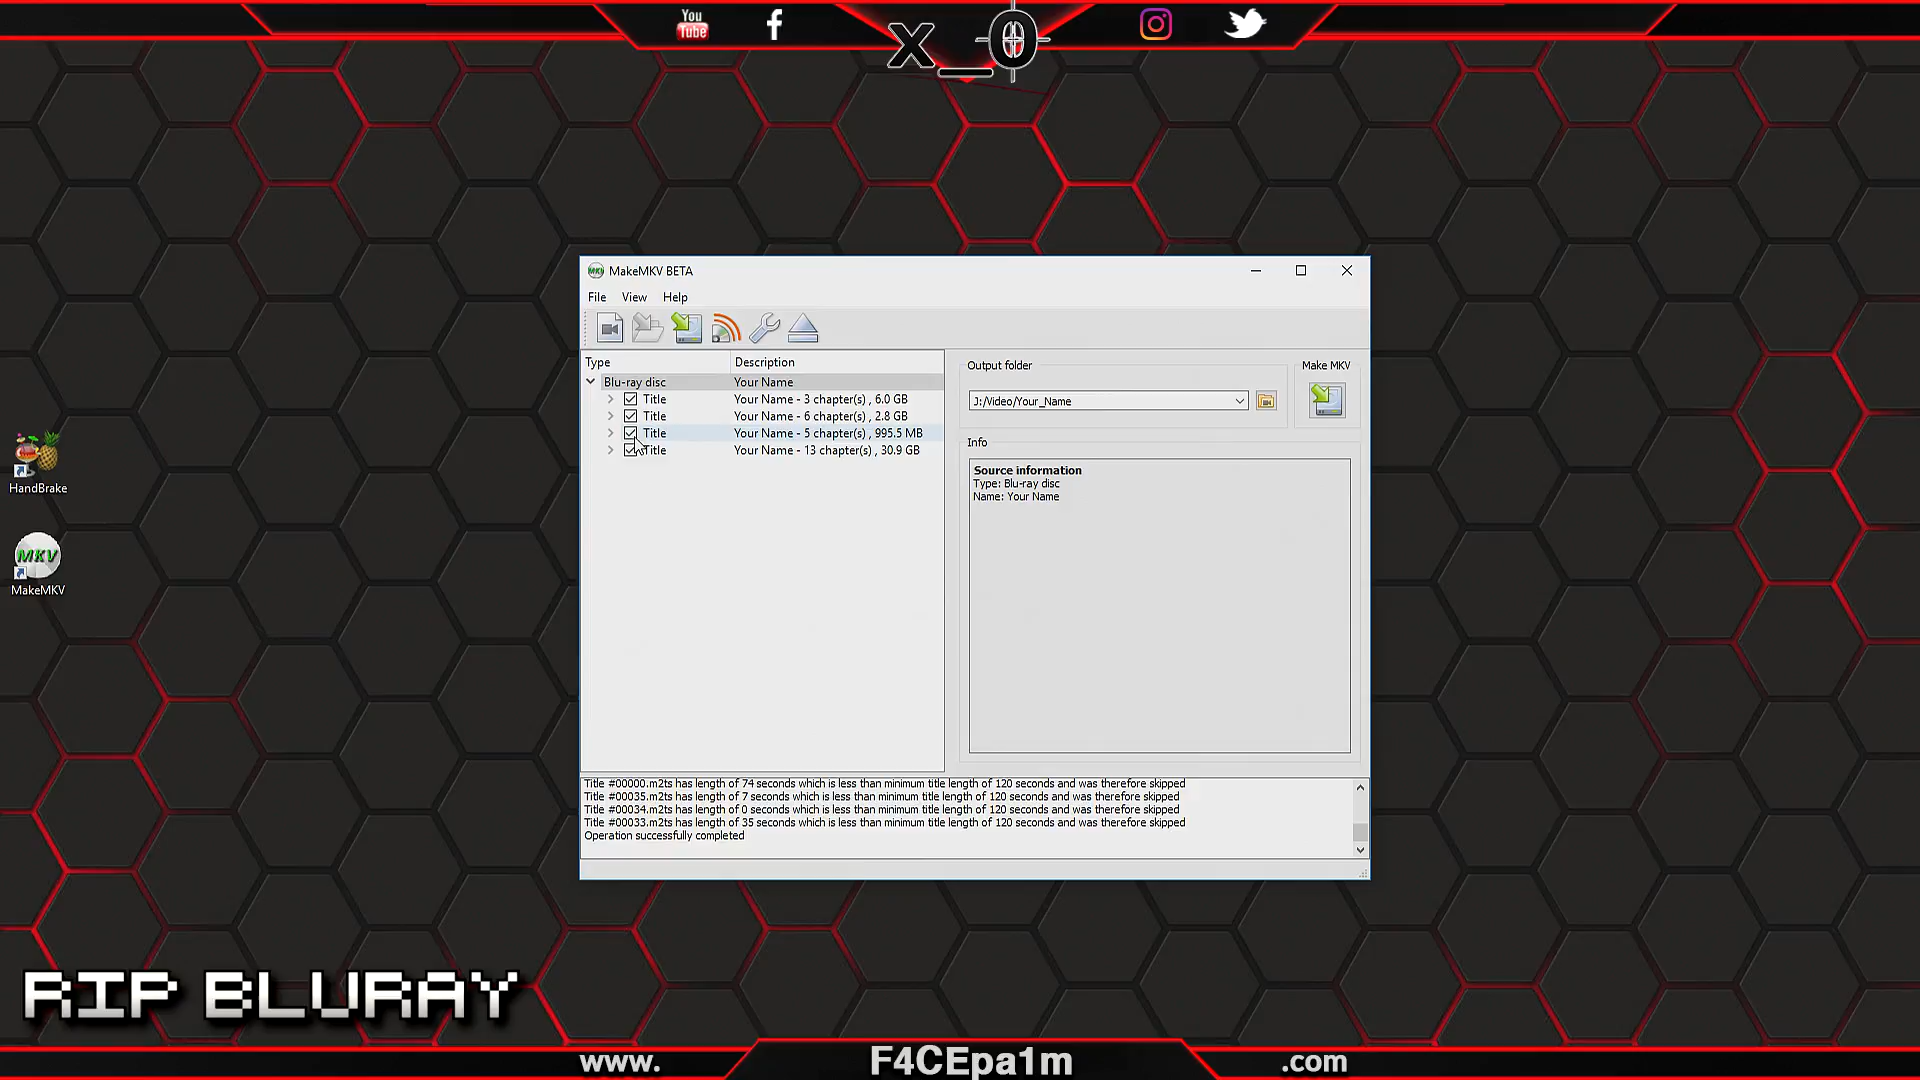 You
Tube
X_0
MakeMKV BETA
File View Help
Type Description
Blu-ray disc Your Name
Title Your Name - 3 chapter(s) , 6.0 GB
Title Your Name - 6 chapter(s) , 2.8 GB
Title Your Name - 5 chapter(s) , 995.5 MB
Title Your Name - 13 chapter(s) , 30.9 GB
Output folder
J:/Video/Your_Name
Make MKV
Info
Source information
Type: Blu-ray disc
Name: Your Name
Title #00000.m2ts has length of 74 seconds which is less than minimum title length of 120 seconds and was therefore skipped
Title #00035.m2ts has length of 7 seconds which is less than minimum title length of 120 seconds and was therefore skipped
Title #00034.m2ts has length of 0 seconds which is less than minimum title length of 120 seconds and was therefore skipped
Title #00033.m2ts has length of 35 seconds which is less than minimum title length of 120 seconds and was therefore skipped
Operation successfully completed
HandBrake
MKV
MakeMKV
RIP BLURAY
www. F4CEpa1m .com